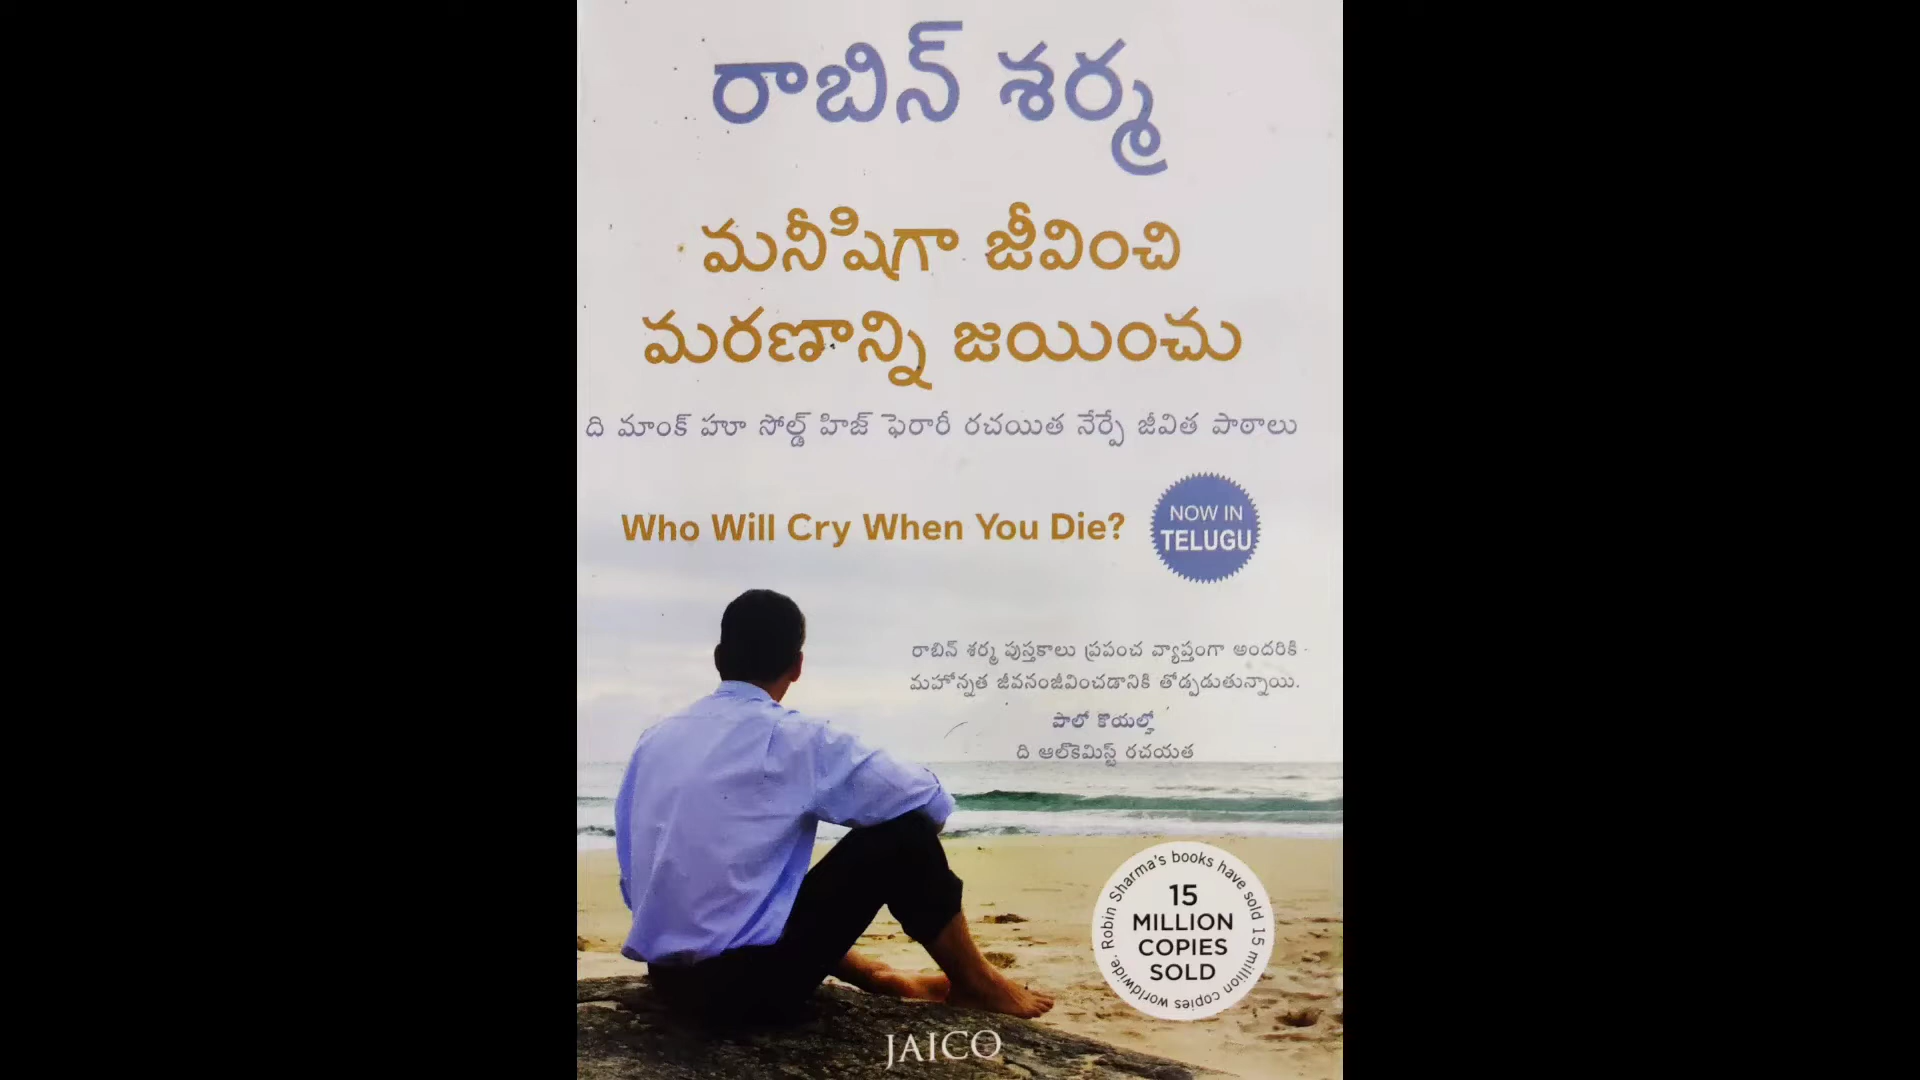 రాబిన్ శర్మ
మనీషిగా జీవించి
మరణాన్ని జయించు
ది మాంక్ హూ సోల్డ్ హిజ్ ఫెరారీ రచయిత నేర్పే జీవిత పాఠాలు
Who Will Cry When You Die?
NOW IN
TELUGU
రాబిన్ శర్మ పుస్తకాలు ప్రపంచ వ్యాప్తంగా అందరికి
మహోన్నత జీవనంజీవించడానికి తోడ్పడుతున్నాయి.
పాలో కొయల్హో
ది ఆల్‌కెమిస్ట్ రచయత
Robin Sharma's books have sold 15 million copies worldwide.
15
MILLION
COPIES
SOLD
JAICO